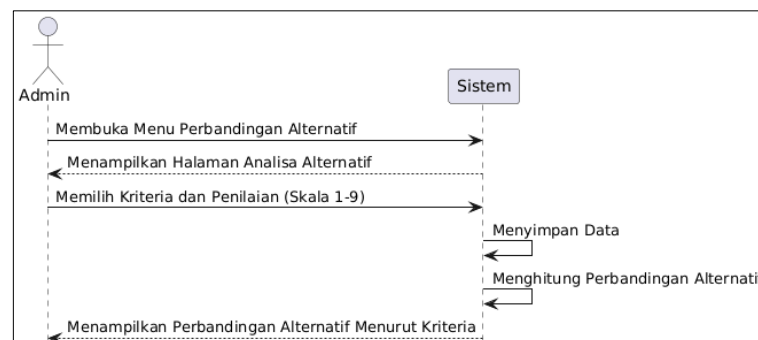 Admin
Sistem
Membuka Menu Perbandingan Alternatif
Menampilkan Halaman Analisa Alternatif
Memilih Kriteria dan Penilaian (Skala 1-9)
Menyimpan Data
Menghitung Perbandingan Alternatif
Menampilkan Perbandingan Alternatif Menurut Kriteria